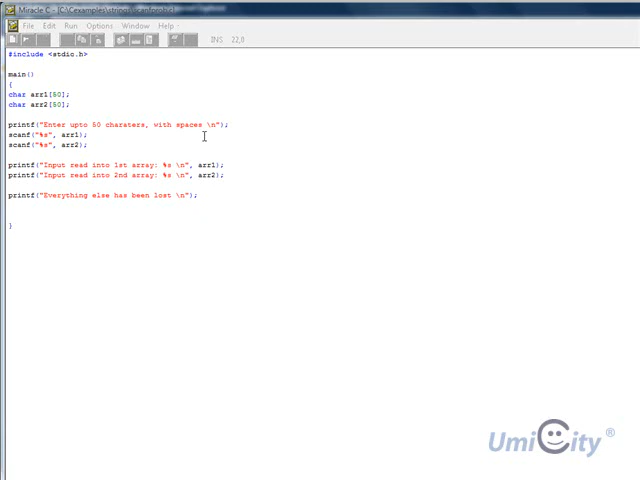 Miracle C - [C:\Cexamples\strings\scanfprob.c]
File Edit Run Options Window Help
INS 22,0
#include <stdio.h>
main()
{
char arr1[50];
char arr2[50];
printf("Enter upto 50 charaters, with spaces \n");
scanf("%s", arr1);
scanf("%s", arr2);
printf("Input read into 1st array: %s \n", arr1);
printf("Input read into 2nd array: %s \n", arr2);
printf("Everything else has been lost \n");
}
UmiCity ®